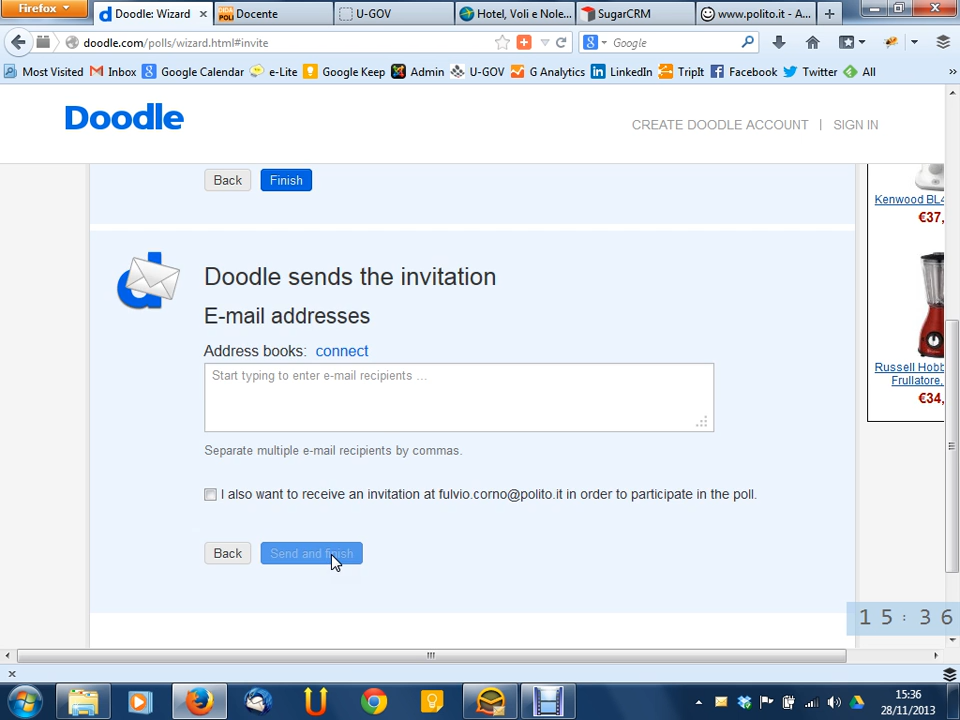 Firefox
Doodle: Wizard
Docente
U-GOV
Hotel, Voli e Nole...
SugarCRM
www.polito.it - A...
doodle.com/polls/wizard.html#invite
Google
Most Visited
Inbox
Google Calendar
e-Lite
Google Keep
Admin
U-GOV
G Analytics
LinkedIn
TripIt
Facebook
Twitter
All
Doodle
CREATE DOODLE ACCOUNT | SIGN IN
Back
Finish
Kenwood BL4
€37,
Doodle sends the invitation
E-mail addresses
Address books: connect
Start typing to enter e-mail recipients ...
Separate multiple e-mail recipients by commas.
Russell Hobb
Frullatore,
€34,
I also want to receive an invitation at fulvio.corno@polito.it in order to participate in the poll.
Back
Send and finish
15:36
15:36
28/11/2013